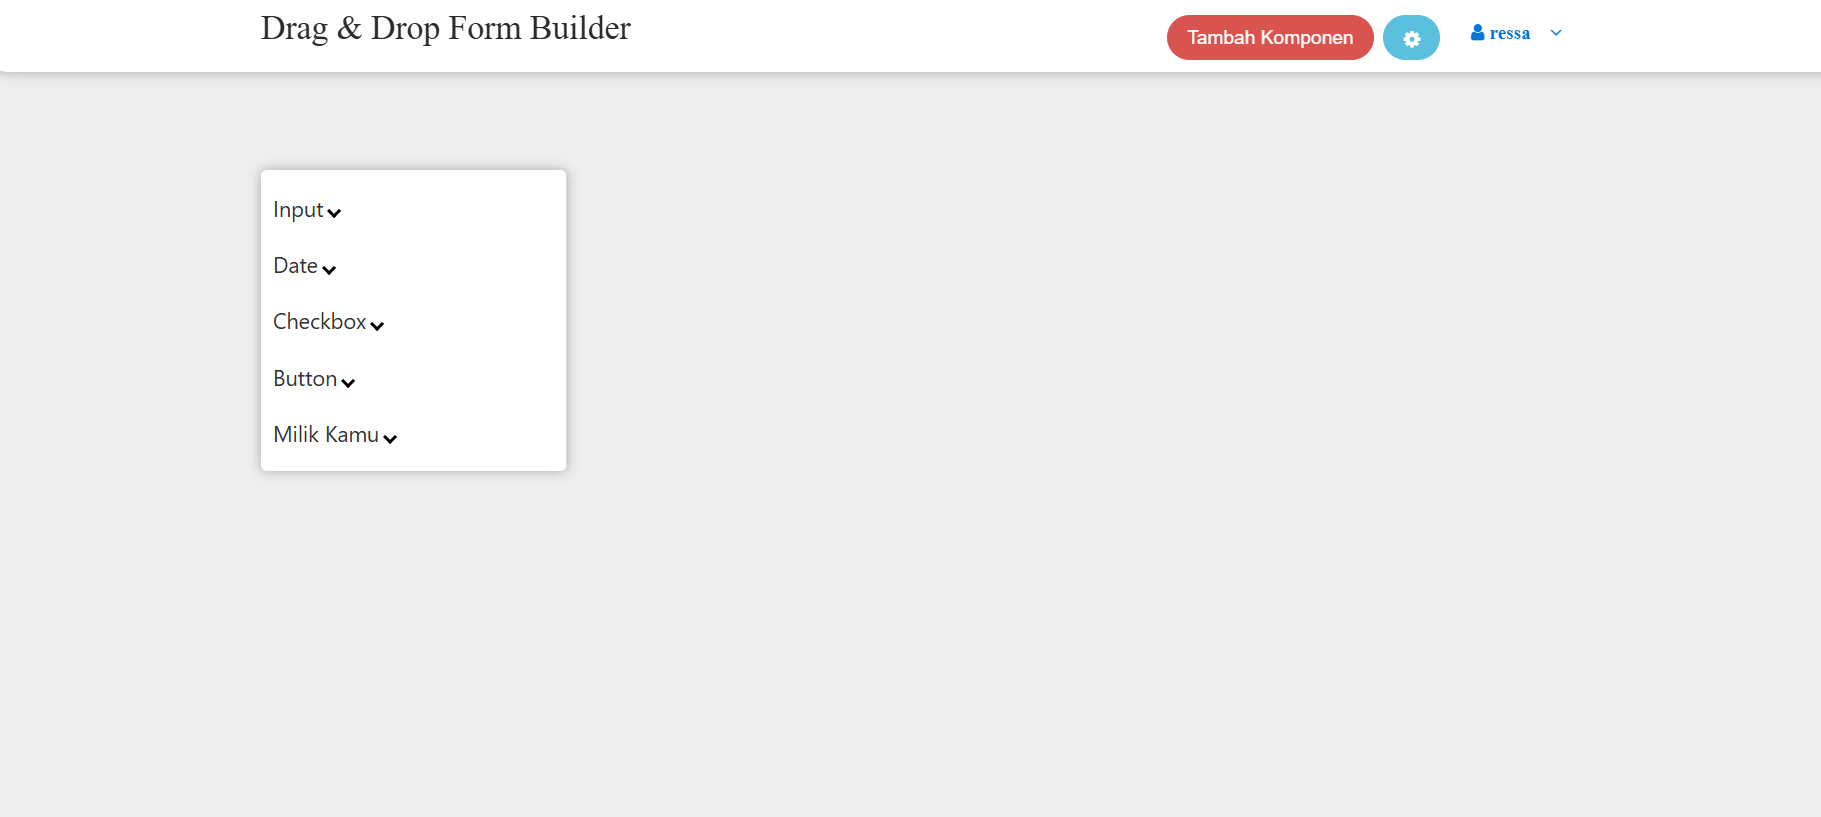 Drag & Drop Form Builder
Tambah Komponen
ressa
Input
Date
Checkbox
Button
Milik Kamu